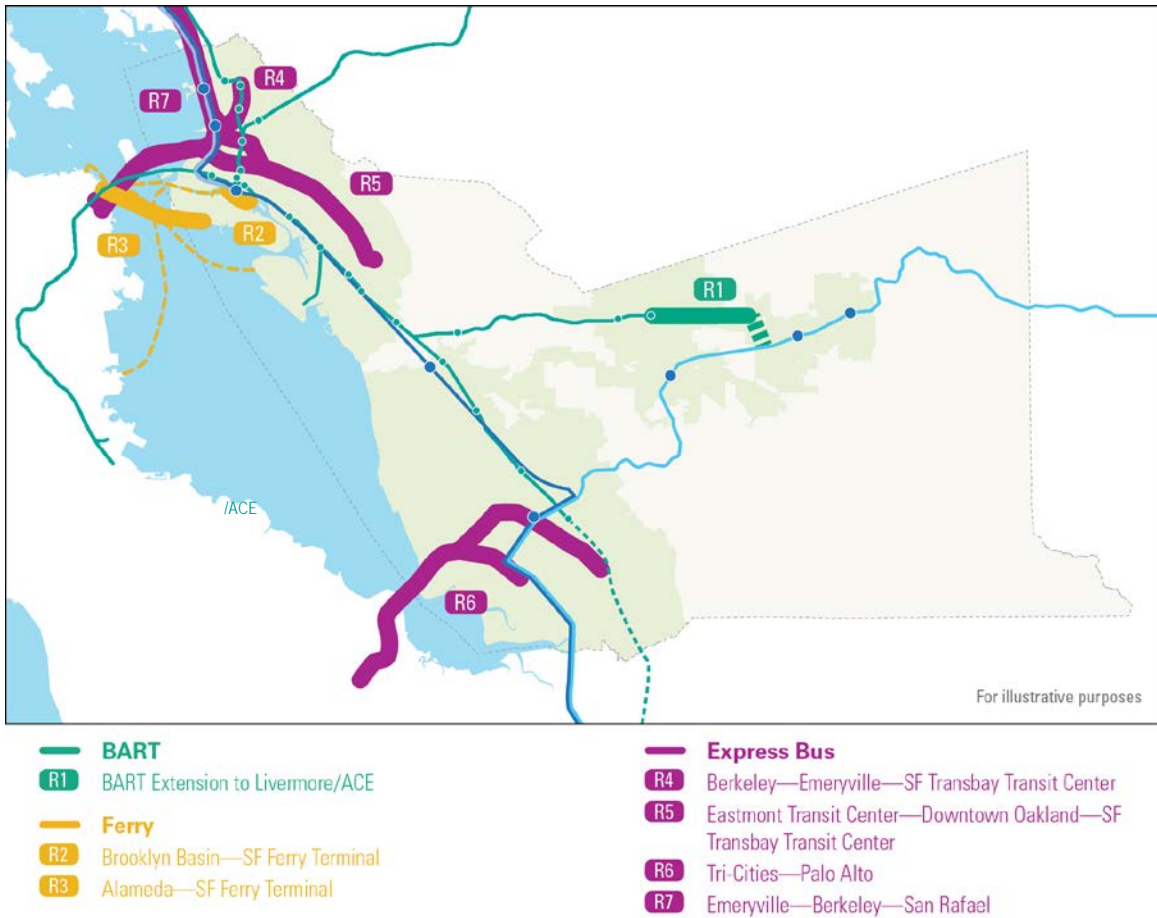 R4
R7
R5
R2
R3
R1
/ACE
R6
For illustrative purposes
BART
R1 BART Extension to Livermore/ACE
Ferry
R2 Brooklyn Basin—SF Ferry Terminal
R3 Alameda—SF Ferry Terminal
Express Bus
R4 Berkeley—Emeryville—SF Transbay Transit Center
R5 Eastmont Transit Center—Downtown Oakland—SF
Transbay Transit Center
R6 Tri-Cities—Palo Alto
R7 Emeryville—Berkeley—San Rafael